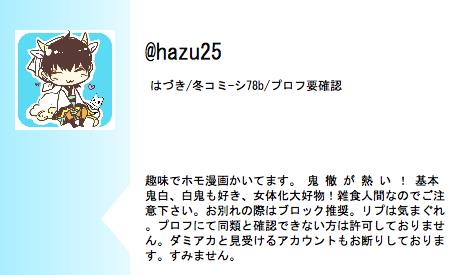 @hazu25
はづき/冬コミ-シ78b/プロフ要確認
趣味でホモ漫画かいてます。 鬼 徹 が 熱 い ! 基本
鬼白、白鬼も好き、女体化大好物!雑食人間なのでご注
意下さい。お別れの際はブロック推奨。リプは気まぐれ
。プロフにて同類と確認できない方は許可しておりませ
ん。ダミアカと見受けるアカウントもお断りしておりま
す。すみません。